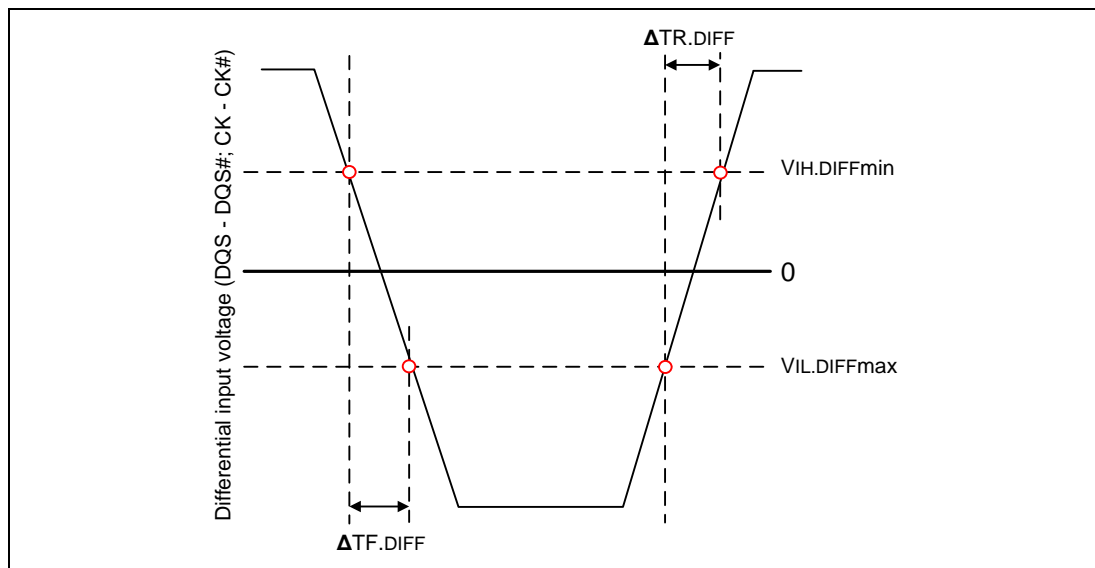 ΔTR.DIFF
Differential input voltage (DQS - DQS#; CK - CK#)
VIH.DIFFmin
0
VIL.DIFFmax
ΔTF.DIFF